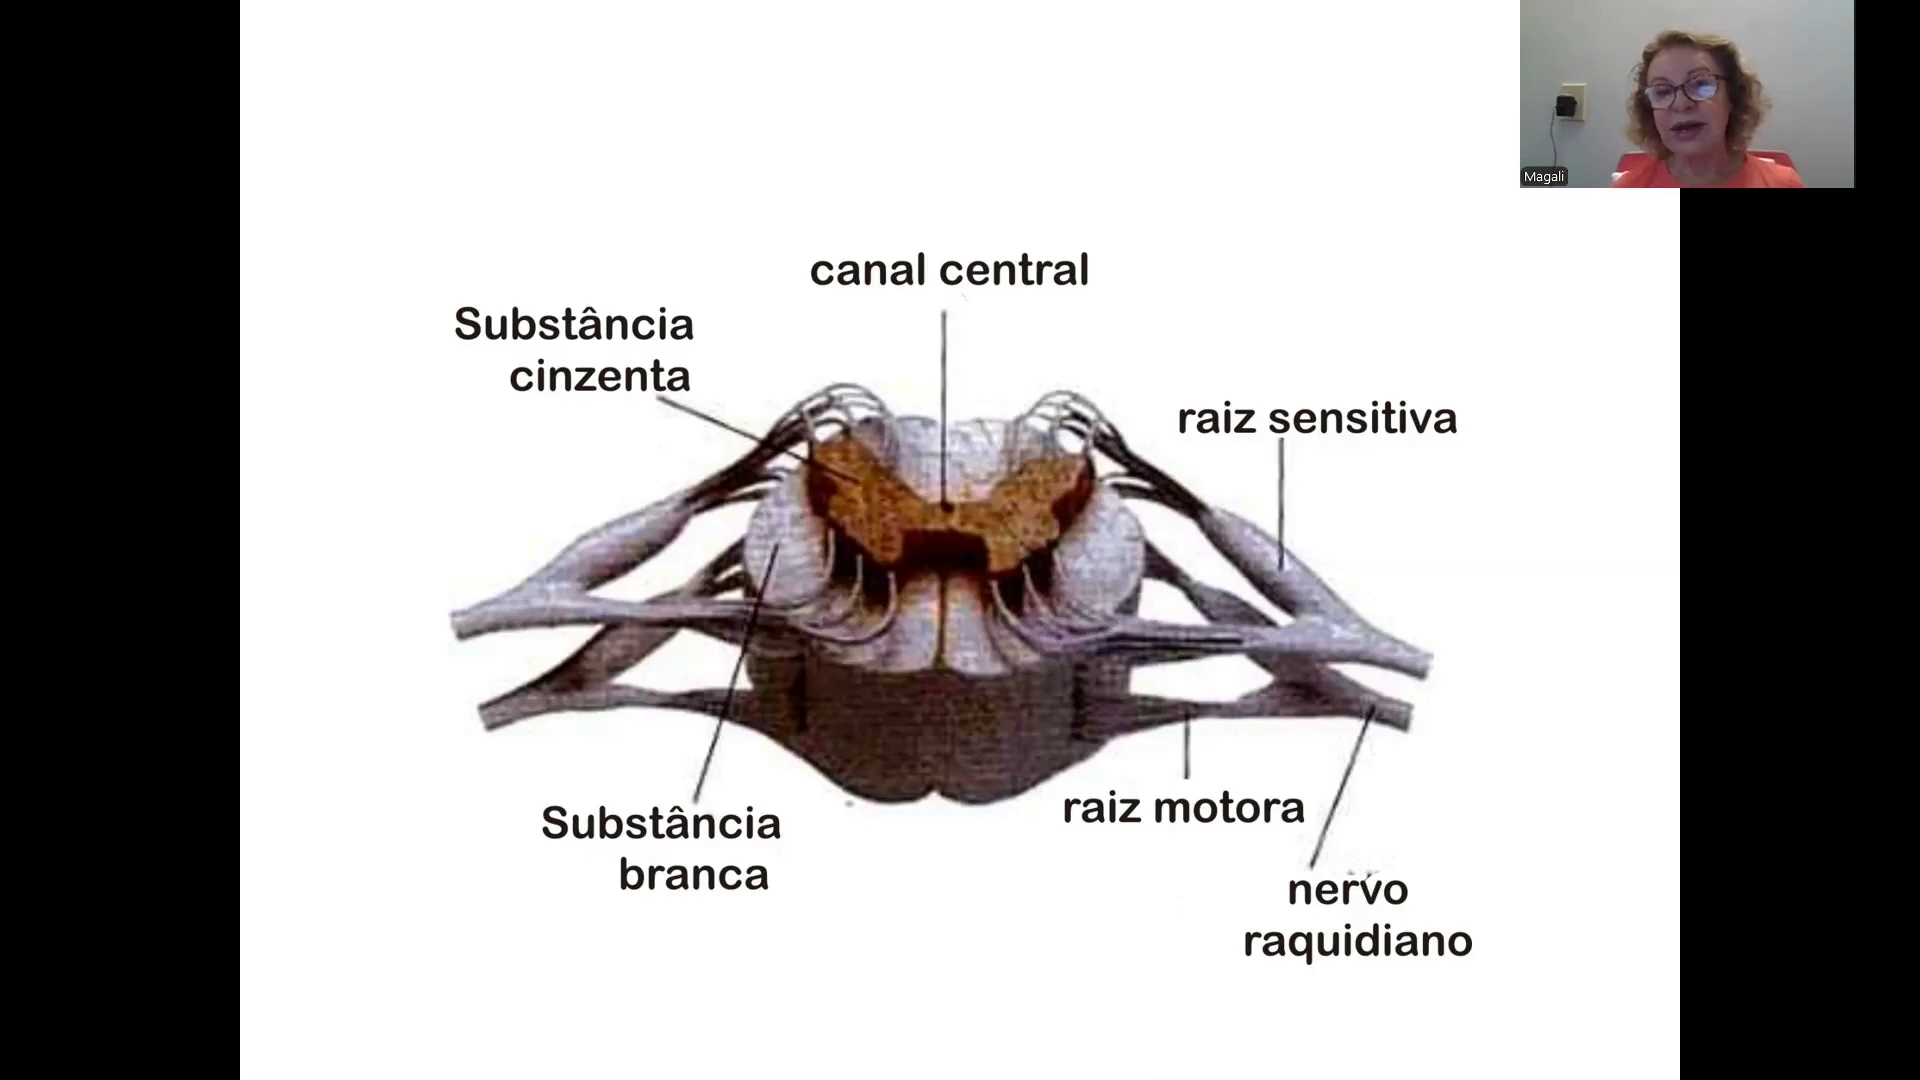 Magali
canal central
Substância
cinzenta
raiz sensitiva
Substância
branca
raiz motora
nervo
raquidiano